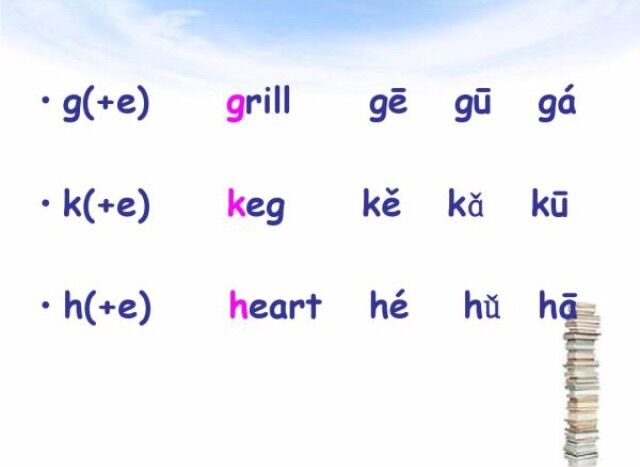 • g(+e) grill gē gū gá
• k(+e) keg kě kǎ kū
• h(+e) heart hé hǔ hā